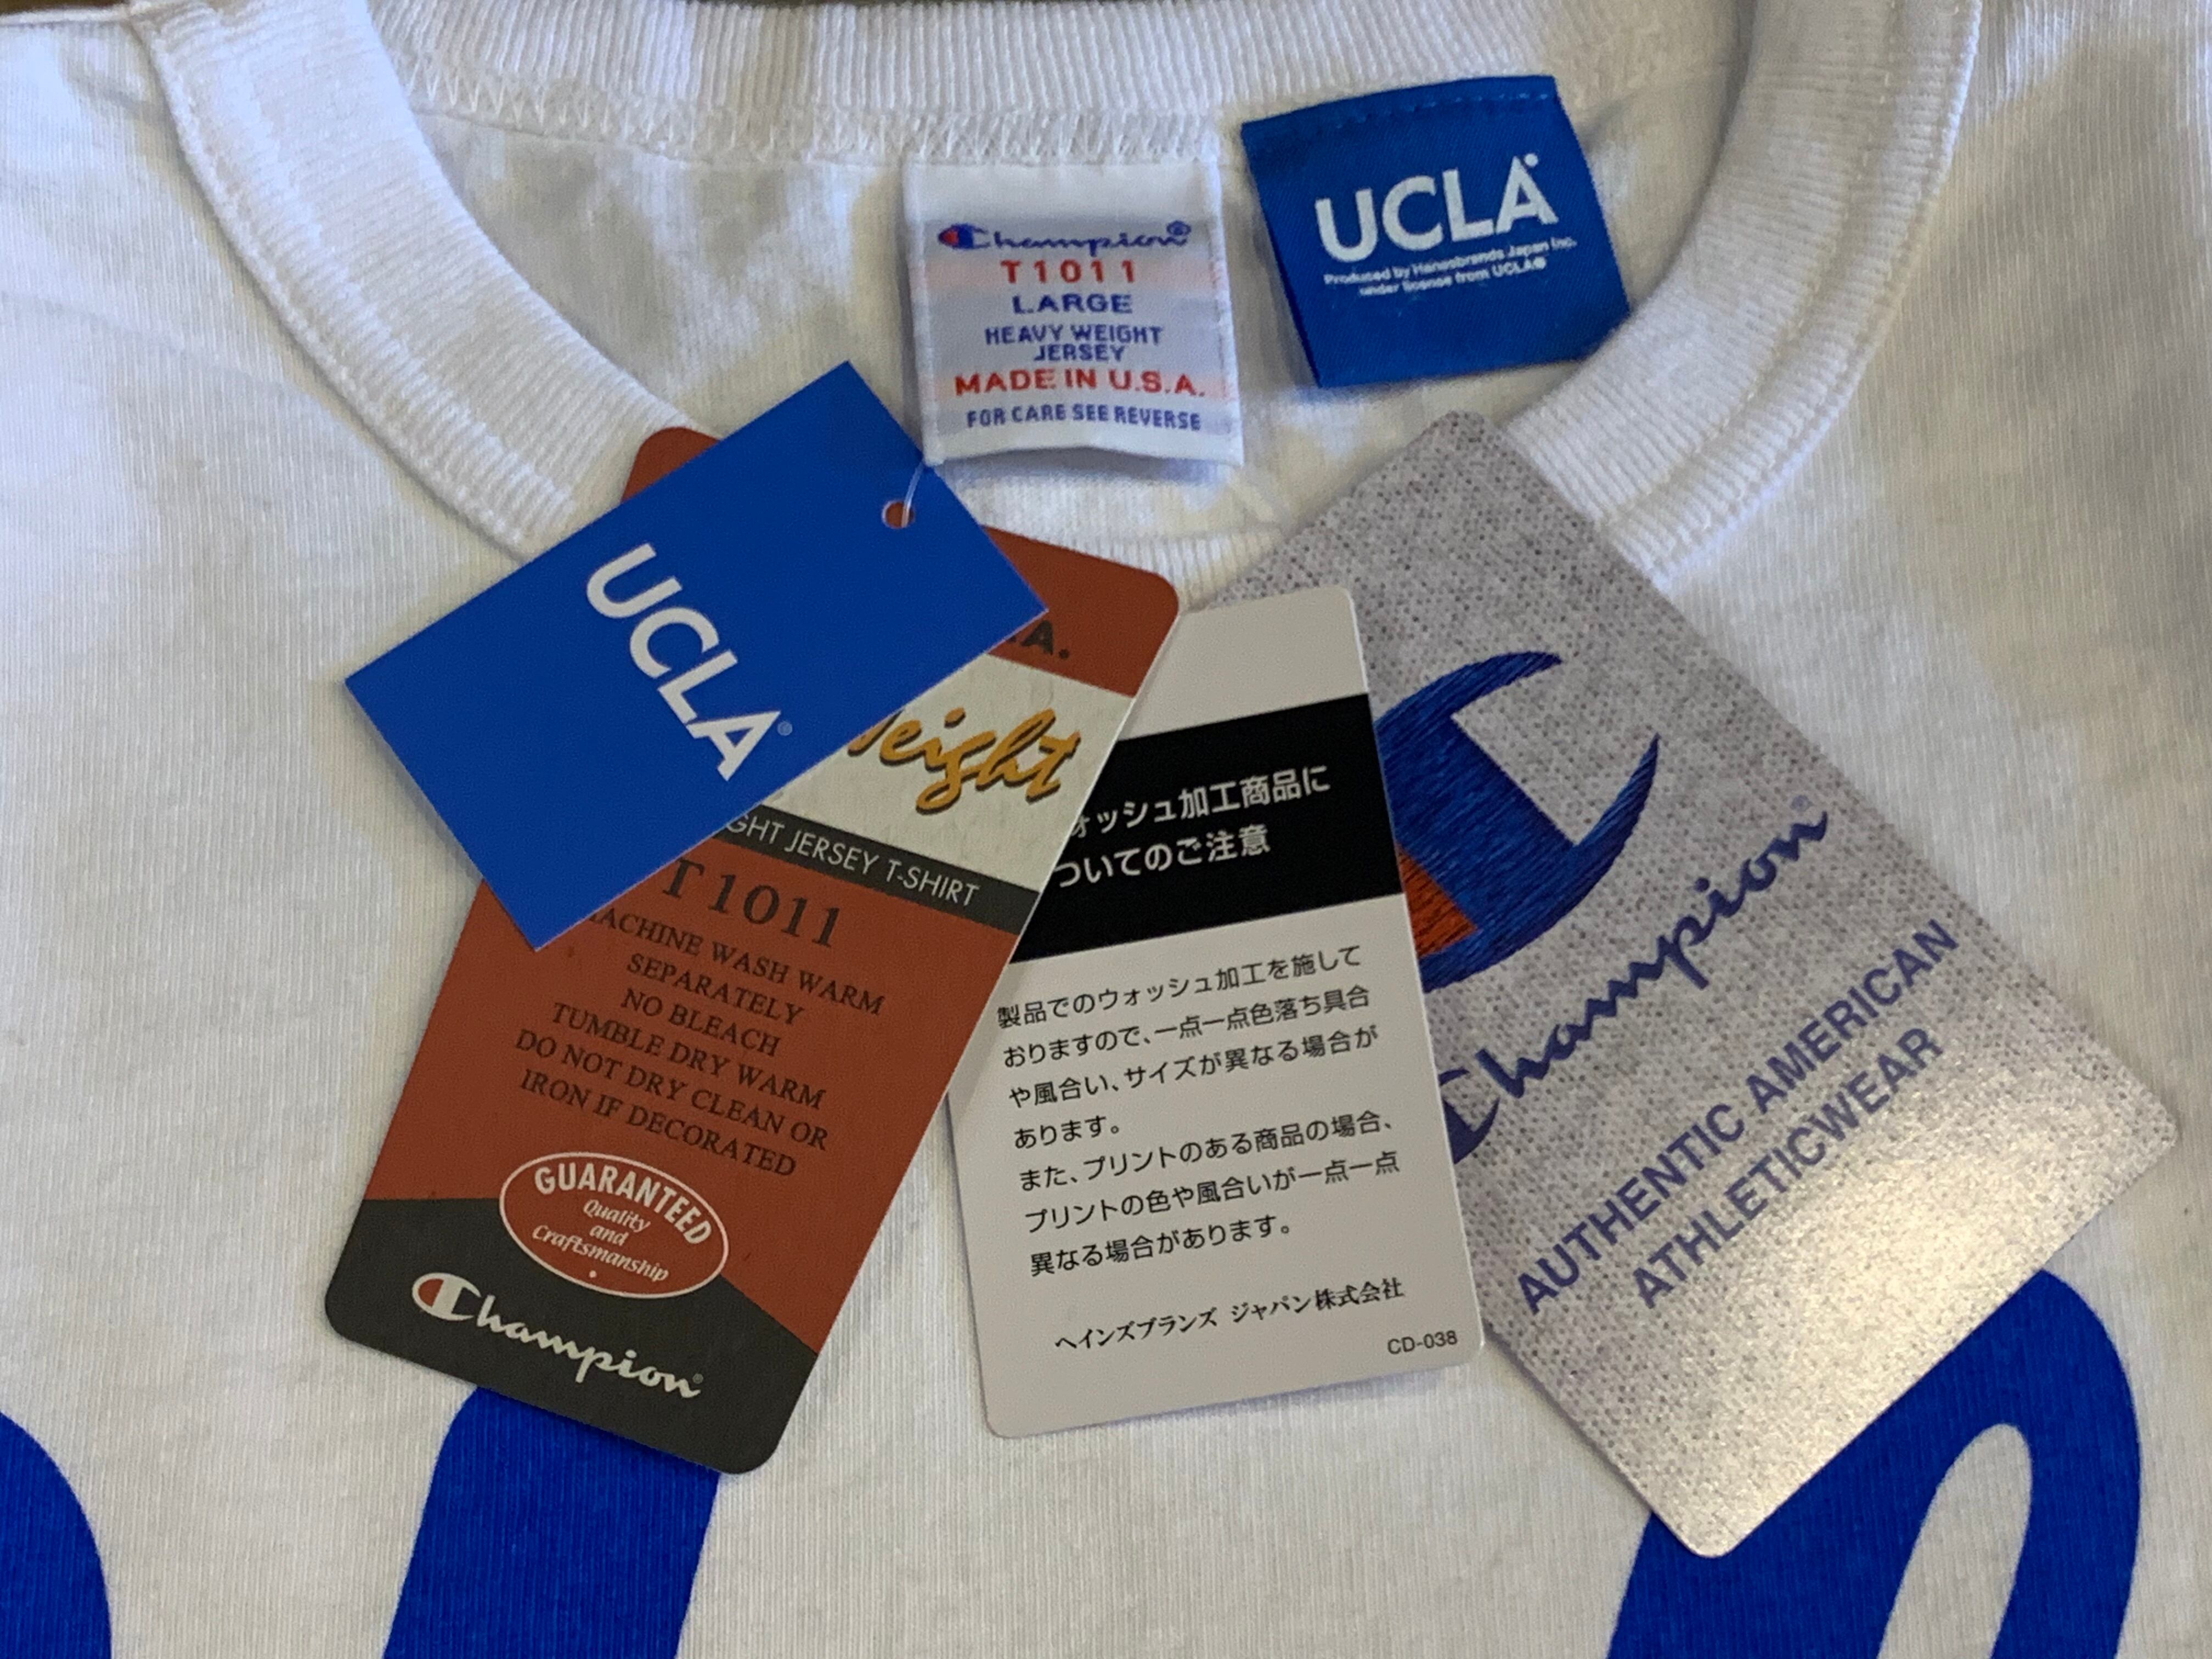 Champion®
T1011
LARGE
HEAVY WEIGHT
JERSEY
MADE IN U.S.A.
FOR CARE SEE REVERSE
UCLA
Produced by Hanesbrands Japan Inc.
under license from UCLA®
UCLA®
A.
eight
GHT JERSEY T-SHIRT
T1011
MACHINE WASH WARM
SEPARATELY
NO BLEACH
TUMBLE DRY WARM
DO NOT DRY CLEAN OR
IRON IF DECORATED
GUARANTEED
Quality
and
Craftsmanship
Champion®
ォッシュ加工商品に
ついてのご注意
製品でのウォッシュ加工を施して
おりますので、一点一点色落ち具合
や風合い、サイズが異なる場合が
あります。
また、プリントのある商品の場合、
プリントの色や風合いが一点一点
異なる場合があります。
ヘインズブランズ ジャパン株式会社
CD-038
Champion®
AUTHENTIC AMERICAN
ATHLETICWEAR